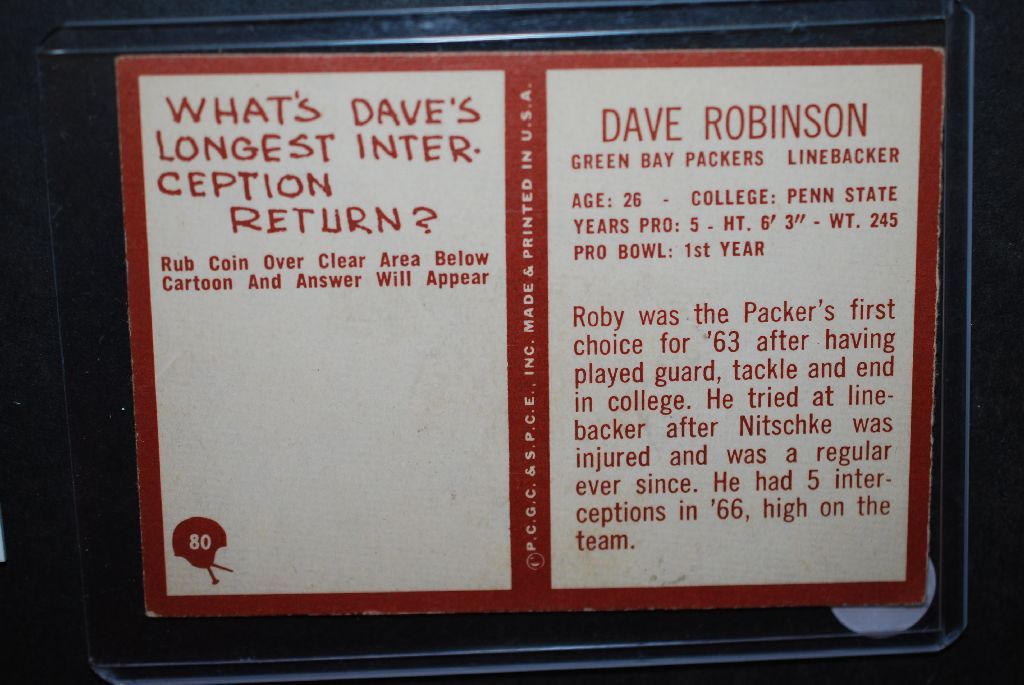 WHAT'S DAVE'S
LONGEST INTER-
CEPTION
RETURN?
Rub Coin Over Clear Area Below
Cartoon And Answer Will Appear
80
©P.C.G.C. & S.P.C.E., INC. MADE & PRINTED IN U.S.A.
DAVE ROBINSON
GREEN BAY PACKERS LINEBACKER
AGE: 26 - COLLEGE: PENN STATE
YEARS PRO: 5 - HT. 6' 3" - WT. 245
PRO BOWL: 1st YEAR
Roby was the Packer's first
choice for '63 after having
played guard, tackle and end
in college. He tried at line-
backer after Nitschke was
injured and was a regular
ever since. He had 5 inter-
ceptions in '66, high on the
team.